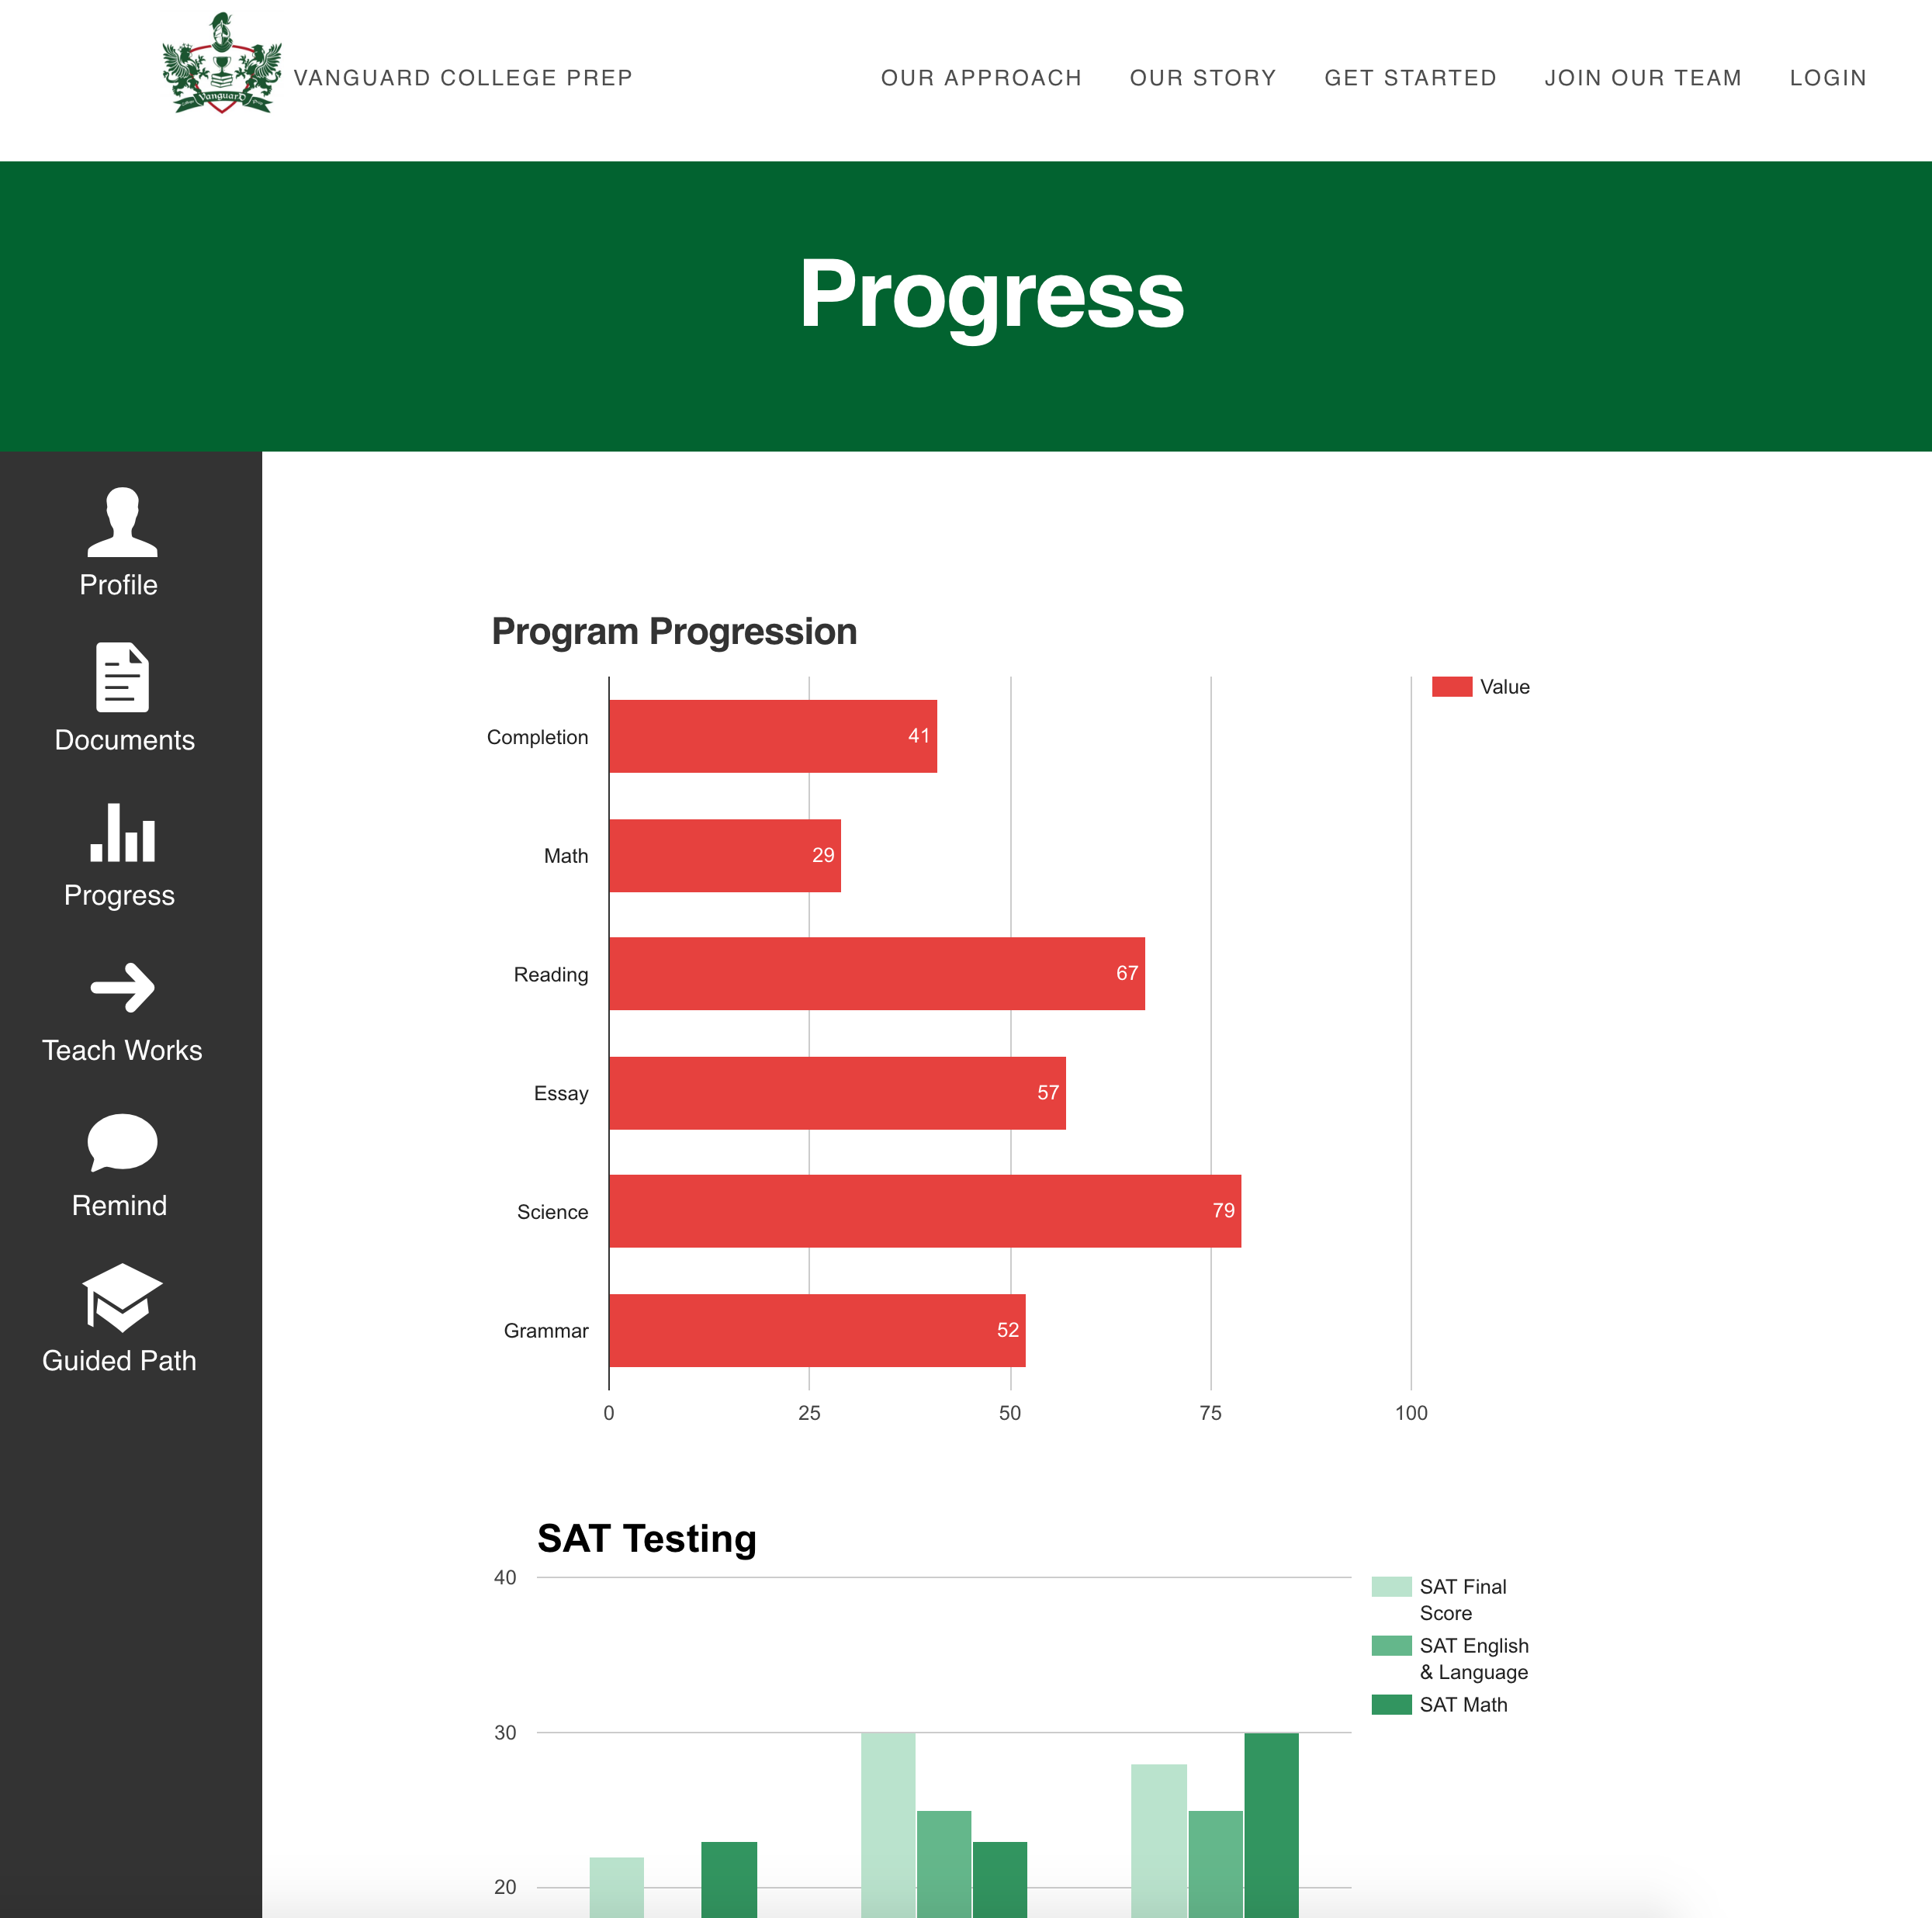 VANGUARD COLLEGE PREP
OUR APPROACH
OUR STORY
GET STARTED
JOIN OUR TEAM
LOGIN
Vanguard
Progress
Profile
Documents
Progress
Teach Works
Remind
Guided Path
Program Progression
Value
Completion 41
Math 29
Reading 67
Essay 57
Science 79
Grammar 52
0 25 50 75 100
SAT Testing
40
30
20
SAT Final
Score
SAT English
& Language
SAT Math